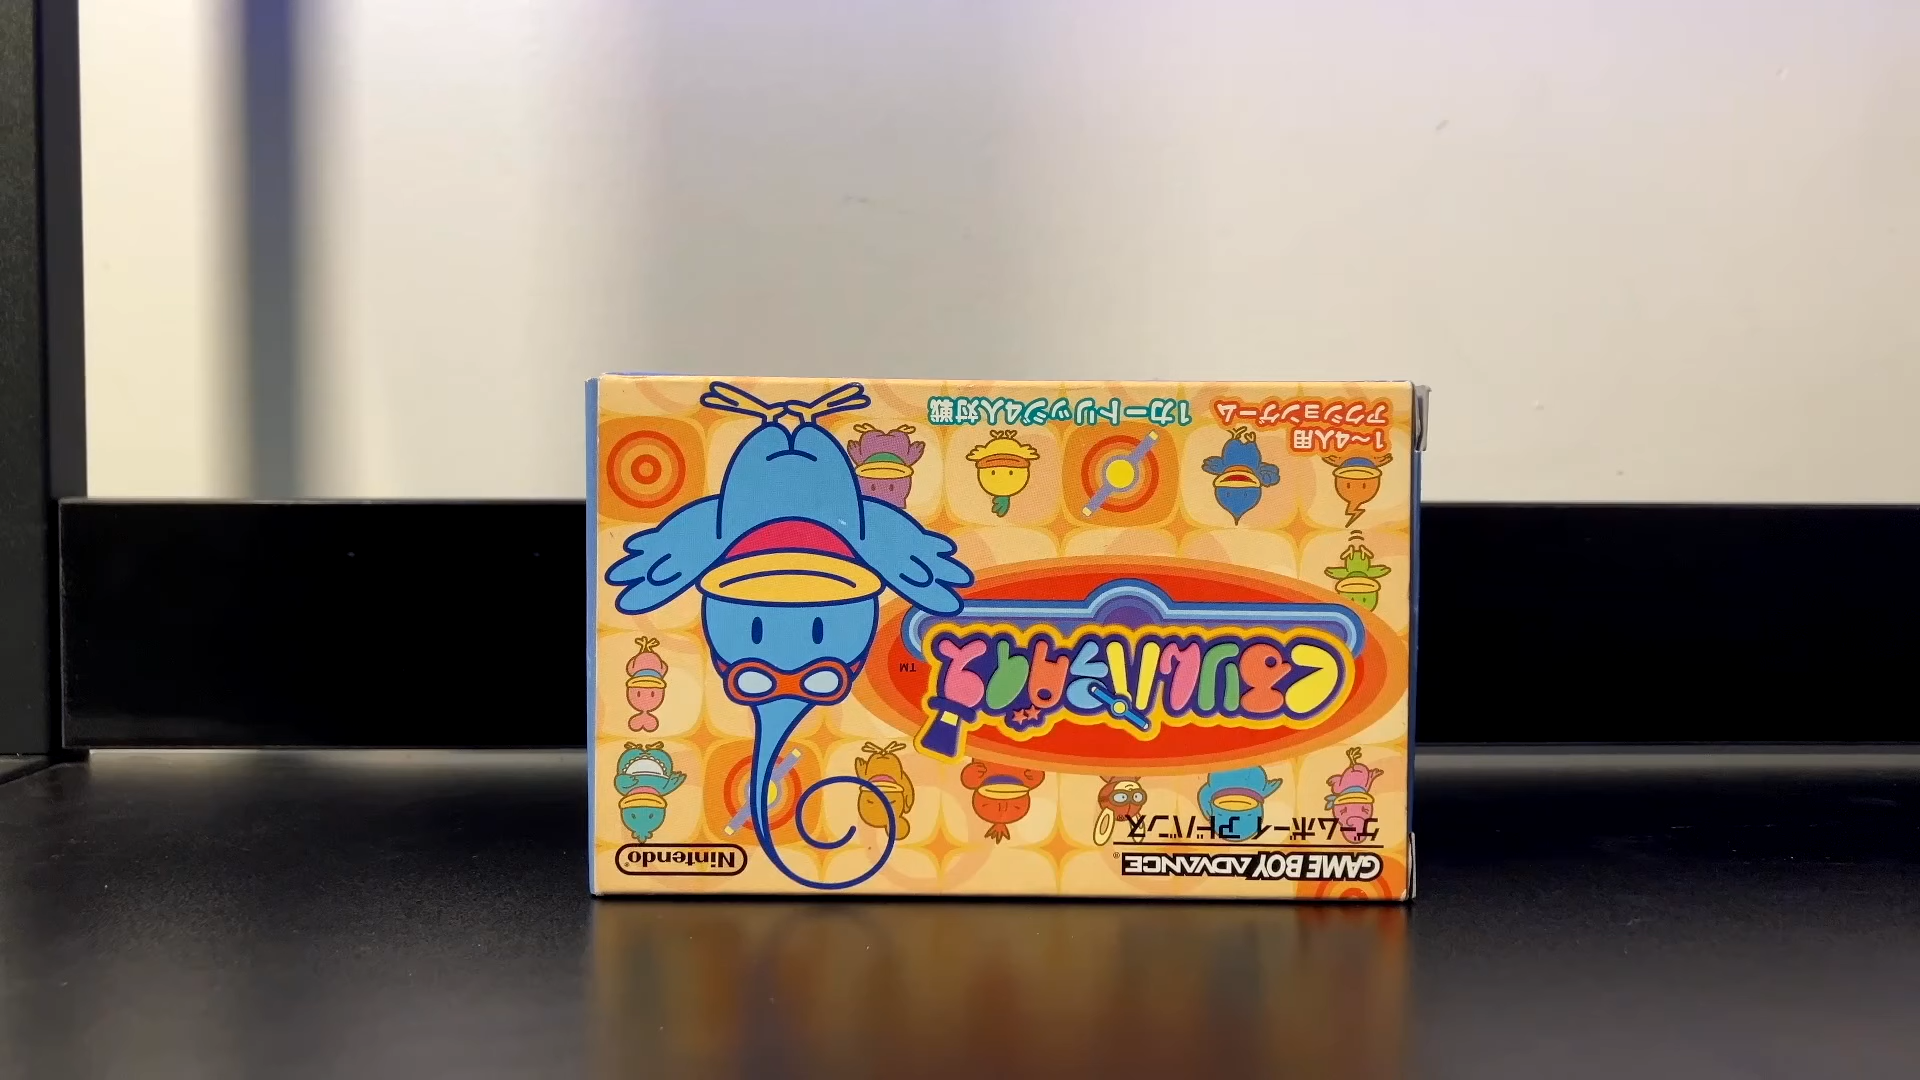 GAME BOY ADVANCE
ゲームボーイアドバンス
Nintendo
くるりんパラダイス™
1～4人用
アクションゲーム
1カートリッジ4人対戦